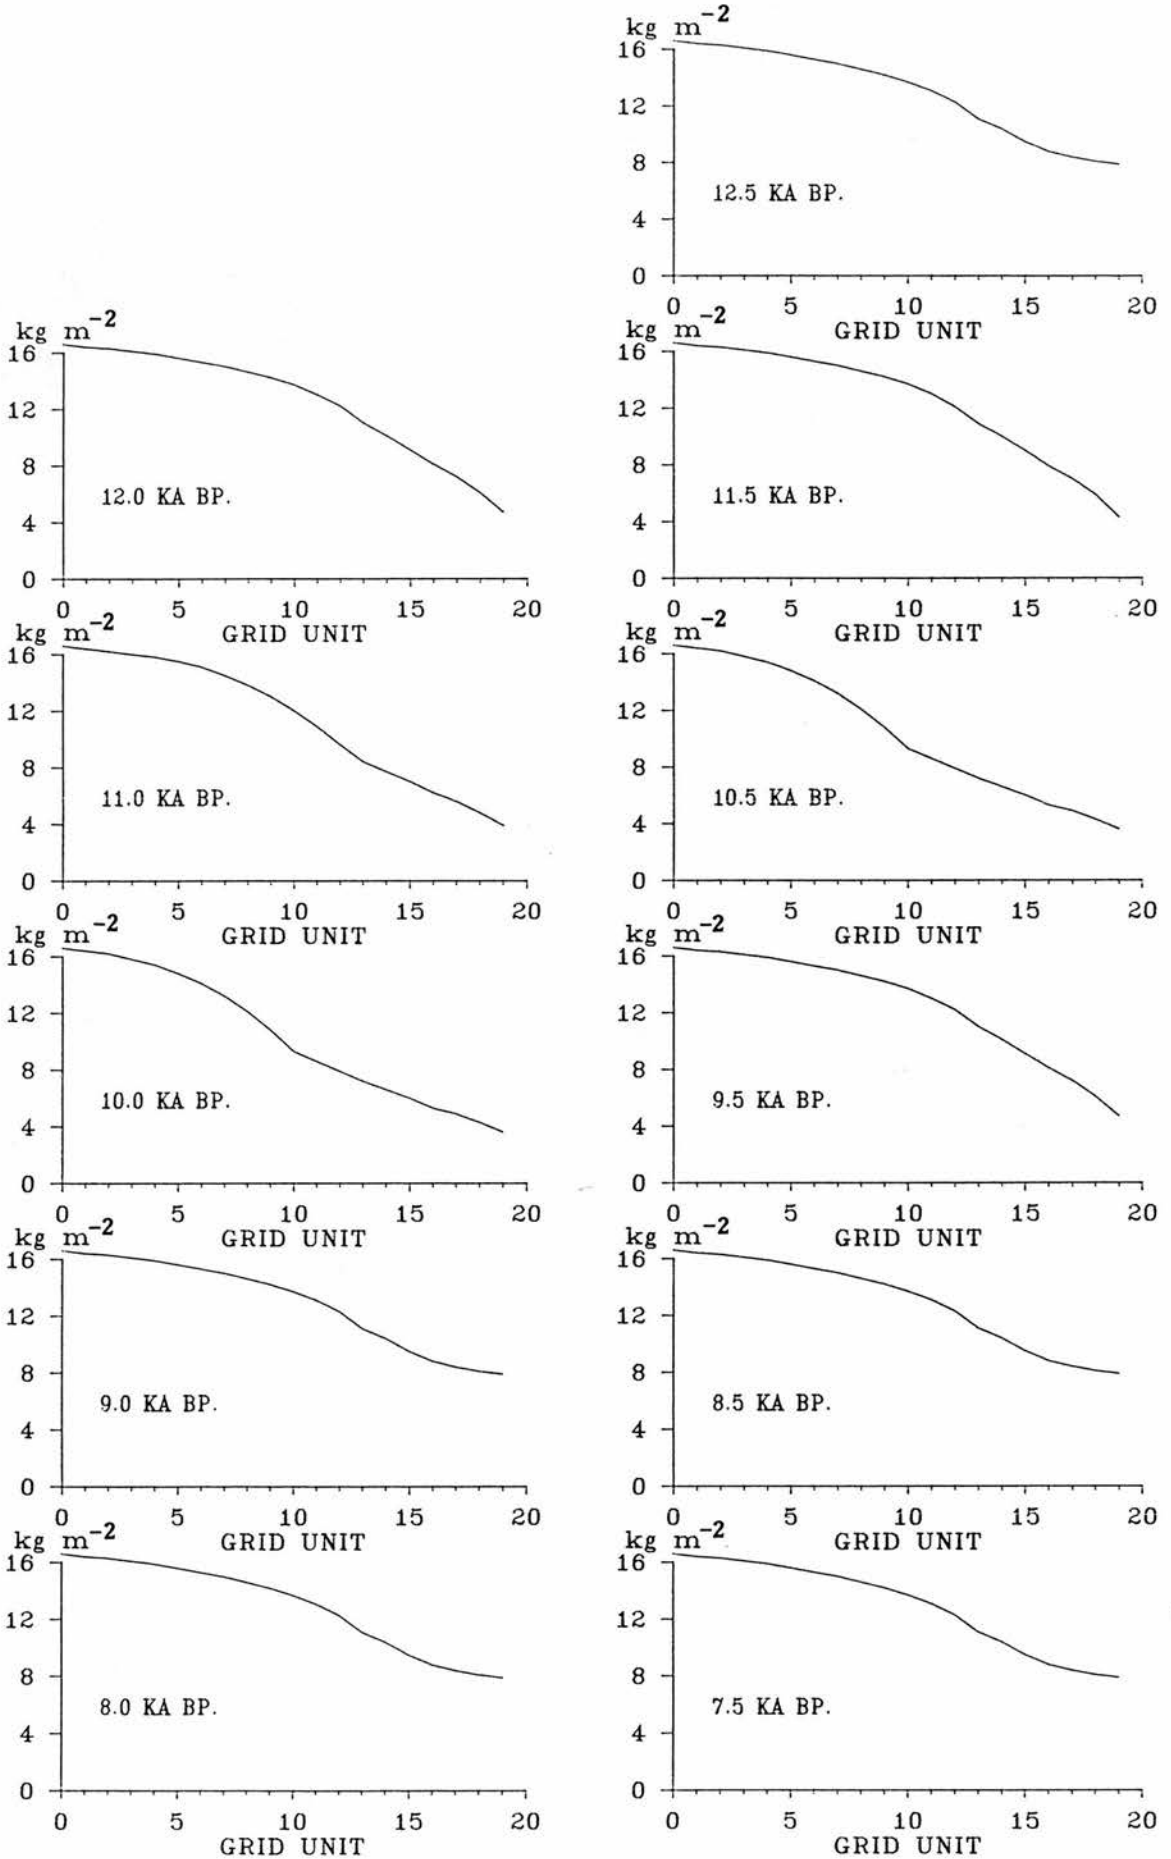 kg m-2
16
12
8
4
0
12.5 KA BP.
0 5 10 15 20
GRID UNIT
kg m-2
16
12
8
4
0
12.0 KA BP.
0 5 10 15 20
GRID UNIT
kg m-2
16
12
8
4
0
11.5 KA BP.
0 5 10 15 20
GRID UNIT
kg m-2
16
12
8
4
0
11.0 KA BP.
0 5 10 15 20
GRID UNIT
kg m-2
16
12
8
4
0
10.5 KA BP.
0 5 10 15 20
GRID UNIT
kg m-2
16
12
8
4
0
10.0 KA BP.
0 5 10 15 20
GRID UNIT
kg m-2
16
12
8
4
0
9.5 KA BP.
0 5 10 15 20
GRID UNIT
kg m-2
16
12
8
4
0
9.0 KA BP.
0 5 10 15 20
GRID UNIT
kg m-2
16
12
8
4
0
8.5 KA BP.
0 5 10 15 20
GRID UNIT
kg m-2
16
12
8
4
0
8.0 KA BP.
0 5 10 15 20
GRID UNIT
kg m-2
16
12
8
4
0
7.5 KA BP.
0 5 10 15 20
GRID UNIT